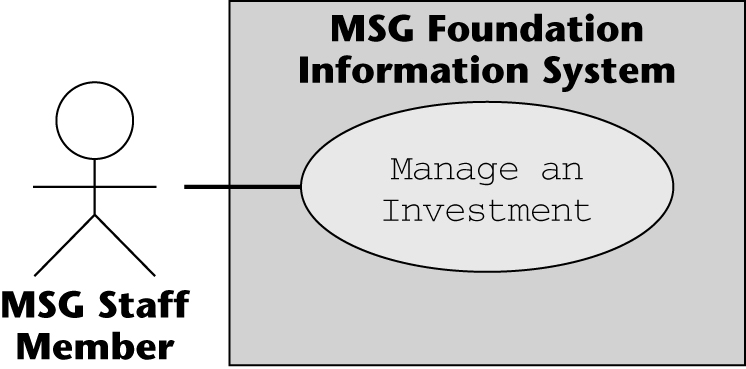 MSG Foundation
Information System
Manage an
Investment
MSG Staff
Member